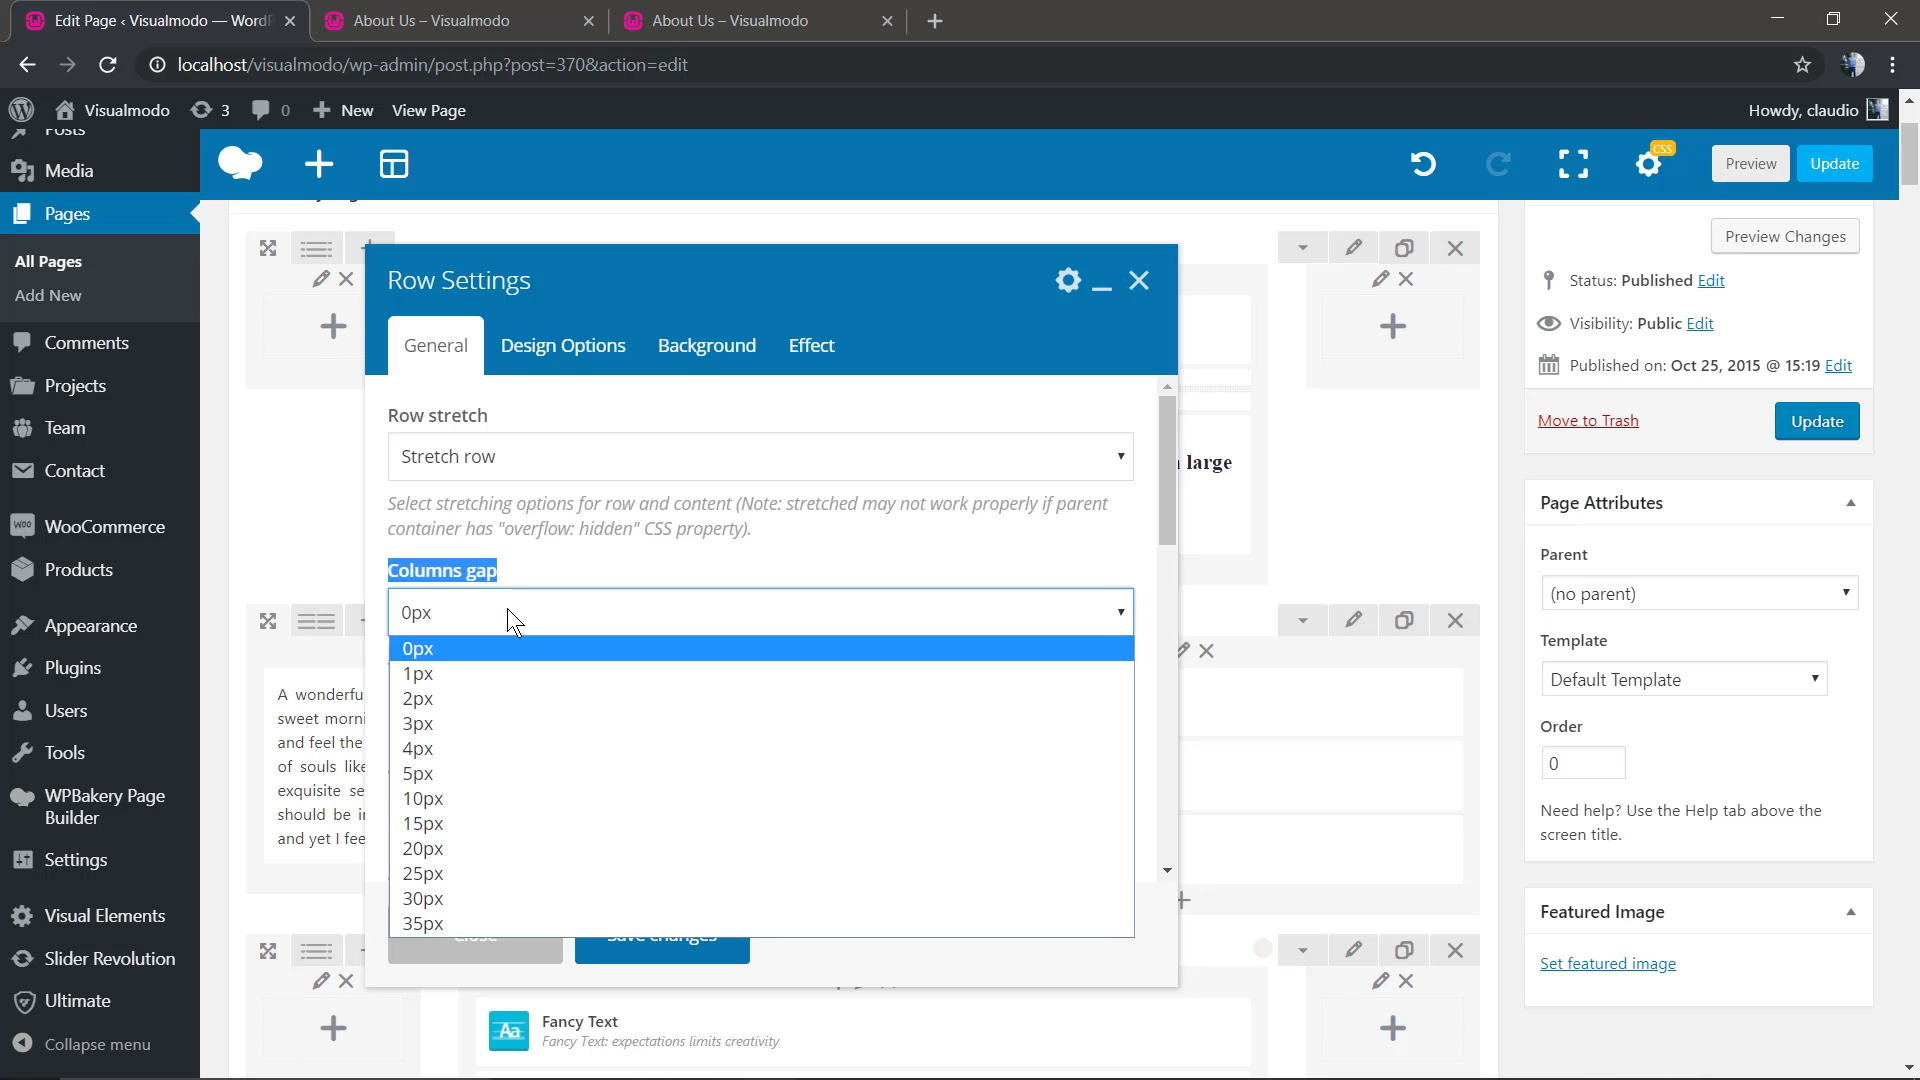 Edit Page ‹ Visualmodo — WordP
About Us – Visualmodo
About Us – Visualmodo
localhost/visualmodo/wp-admin/post.php?post=370&action=edit
Visualmodo
3
0
New
View Page
Howdy, claudio
Posts
Media
Pages
All Pages
Add New
Comments
Projects
Team
Contact
WooCommerce
Products
Appearance
Plugins
Users
Tools
WPBakery Page
Builder
Settings
Visual Elements
Slider Revolution
Ultimate
Collapse menu
CSS
Preview
Update
Row Settings
General
Design Options
Background
Effect
Row stretch
Stretch row
Select stretching options for row and content (Note: stretched may not work properly if parent
container has "overflow: hidden" CSS property).
Columns gap
0px
0px
1px
2px
3px
4px
5px
10px
15px
20px
25px
30px
35px
Close
Save changes
large
A wonderfu
sweet morni
and feel the
of souls like
exquisite se
should be i
and yet I fee
Aa
Fancy Text
Fancy Text: expectations limits creativity
Preview Changes
Status: Published Edit
Visibility: Public Edit
Published on: Oct 25, 2015 @ 15:19 Edit
Move to Trash
Update
Page Attributes
Parent
(no parent)
Template
Default Template
Order
0
Need help? Use the Help tab above the
screen title.
Featured Image
Set featured image